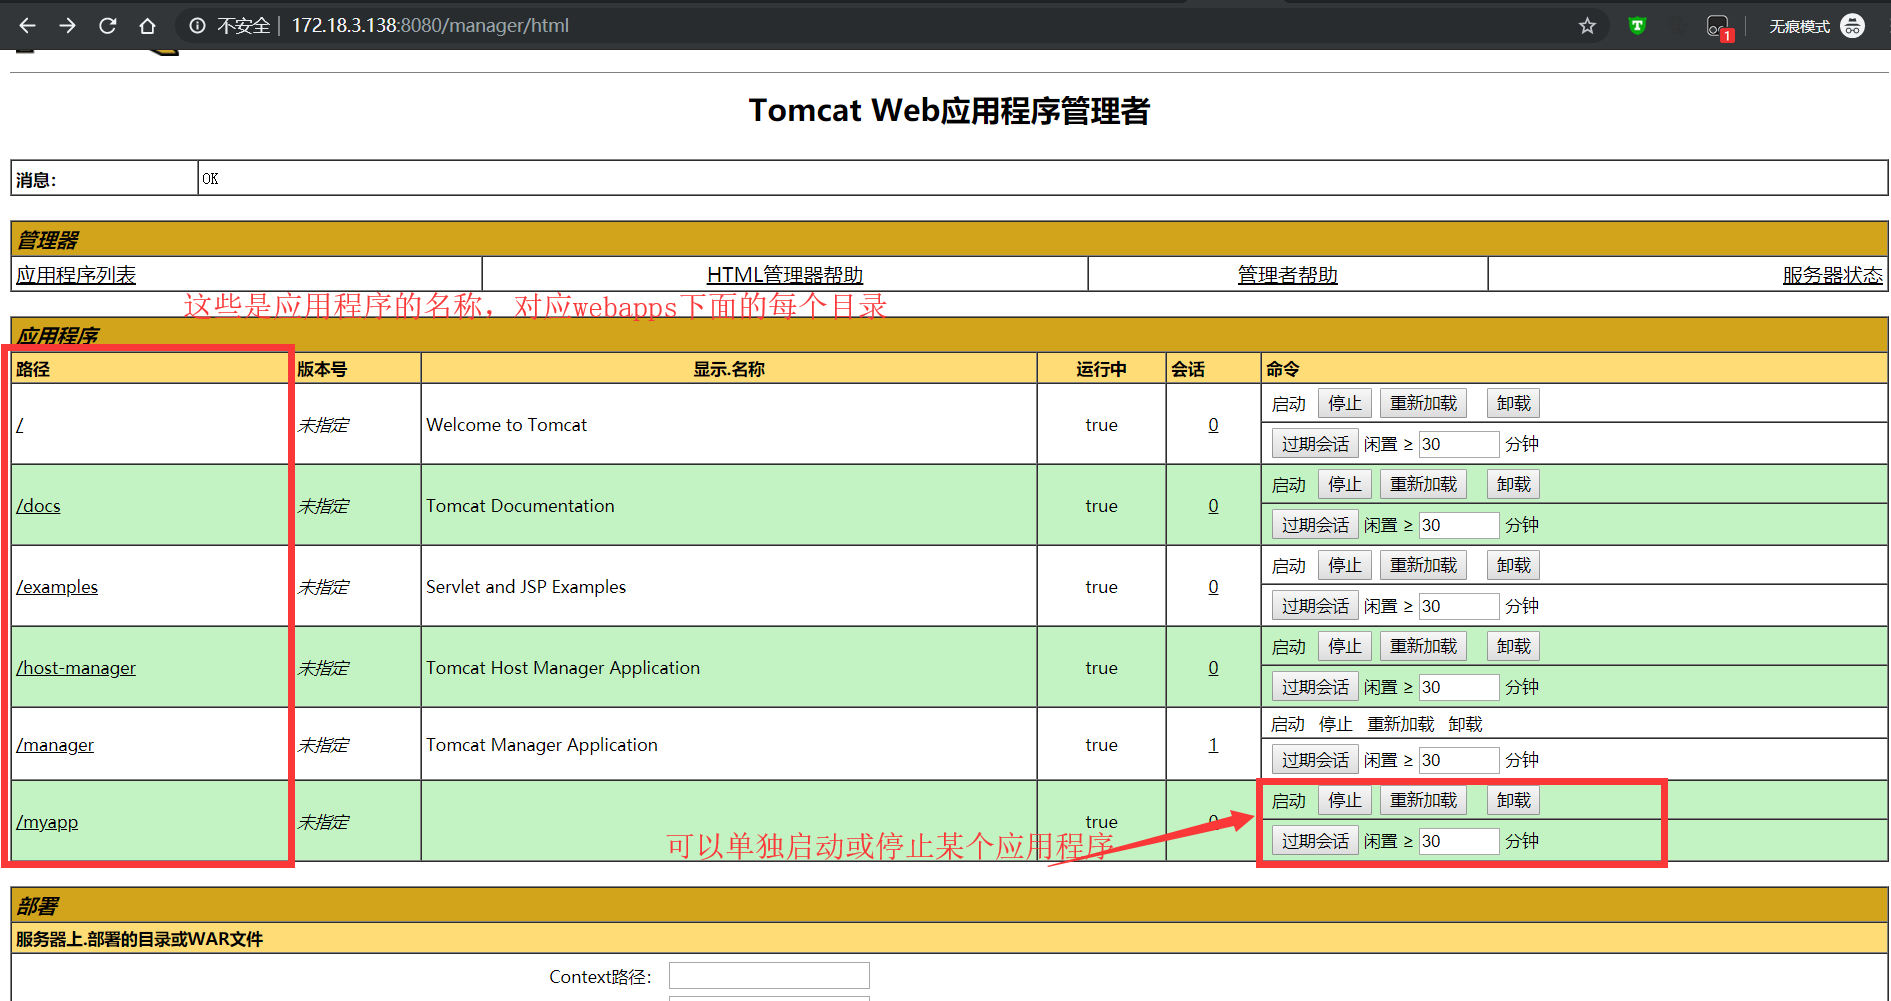 不安全 | 172.18.3.138:8080/manager/html 1 无痕模式
Tomcat Web应用程序管理者
消息: OK
管理器
应用程序列表 HTML管理器帮助 管理者帮助 服务器状态
这些是应用程序的名称，对应webapps下面的每个目录
应用程序
路径 版本号 显示.名称 运行中 会话 命令
/ 未指定 Welcome to Tomcat true 0 启动 停止 重新加载 卸载
过期会话 闲置 ≥ 30 分钟
/docs 未指定 Tomcat Documentation true 0 启动 停止 重新加载 卸载
过期会话 闲置 ≥ 30 分钟
/examples 未指定 Servlet and JSP Examples true 0 启动 停止 重新加载 卸载
过期会话 闲置 ≥ 30 分钟
/host-manager 未指定 Tomcat Host Manager Application true 0 启动 停止 重新加载 卸载
过期会话 闲置 ≥ 30 分钟
/manager 未指定 Tomcat Manager Application true 1 启动 停止 重新加载 卸载
过期会话 闲置 ≥ 30 分钟
/myapp 未指定 true 0 启动 停止 重新加载 卸载
过期会话 闲置 ≥ 30 分钟
可以单独启动或停止某个应用程序
部署
服务器上.部署的目录或WAR文件
Context路径: